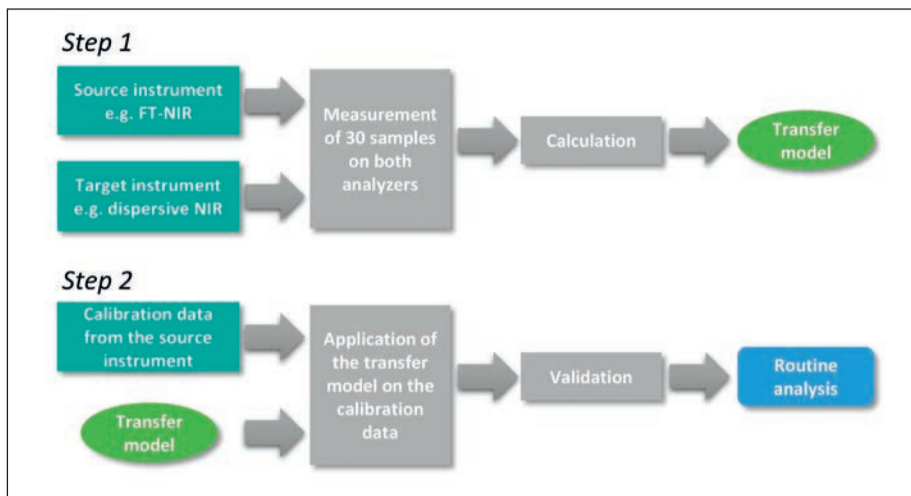 Step 1
Source instrument
e.g. FT-NIR
Target instrument
e.g. dispersive NIR
Measurement
of 30 samples
on both
analyzers
Calculation
Transfer
model
Step 2
Calibration data
from the source
instrument
Transfer
model
Application of
the transfer
model on the
calibration
data
Validation
Routine
analysis